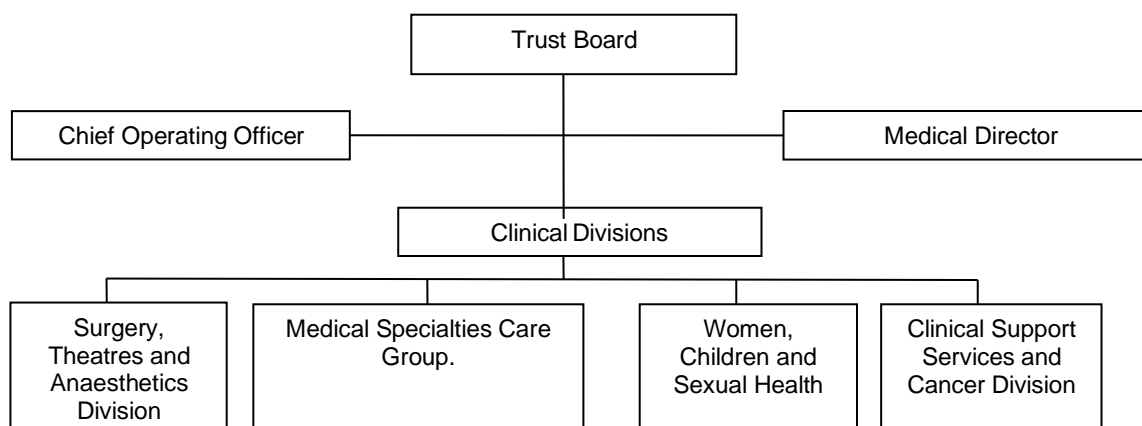 Trust Board
Chief Operating Officer
Medical Director
Clinical Divisions
Surgery,
Theatres and
Anaesthetics
Division
Medical Specialties Care
Group.
Women,
Children and
Sexual Health
Clinical Support
Services and
Cancer Division